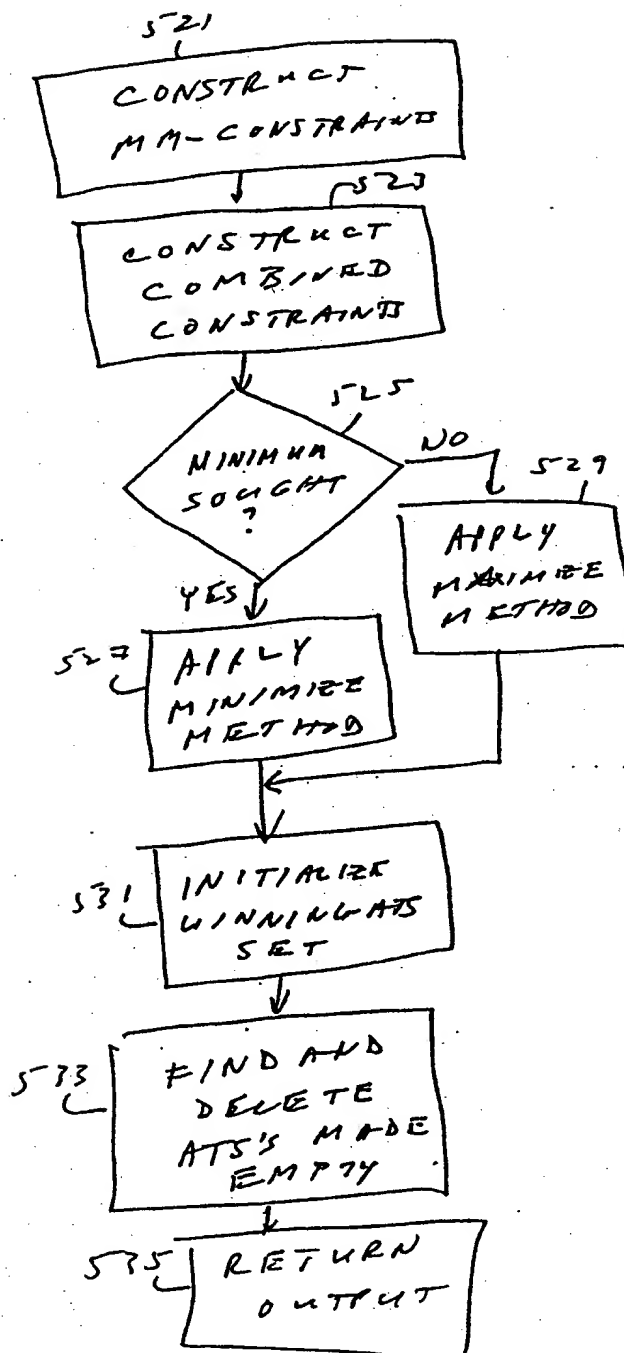 521
CONSTRUCT
MM-CONSTRAINTS
523
CONSTRUCT
COMBINED
CONSTRAINTS
525
MINIMUM
SOUGHT
?
NO
529
APPLY
MAXIMIZE
METHOD
YES
527
APPLY
MINIMIZE
METHOD
531
INITIALIZE
WINNING ATS
SET
533
FIND AND
DELETE
ATS'S MADE
EMPTY
535
RETURN
OUTPUT